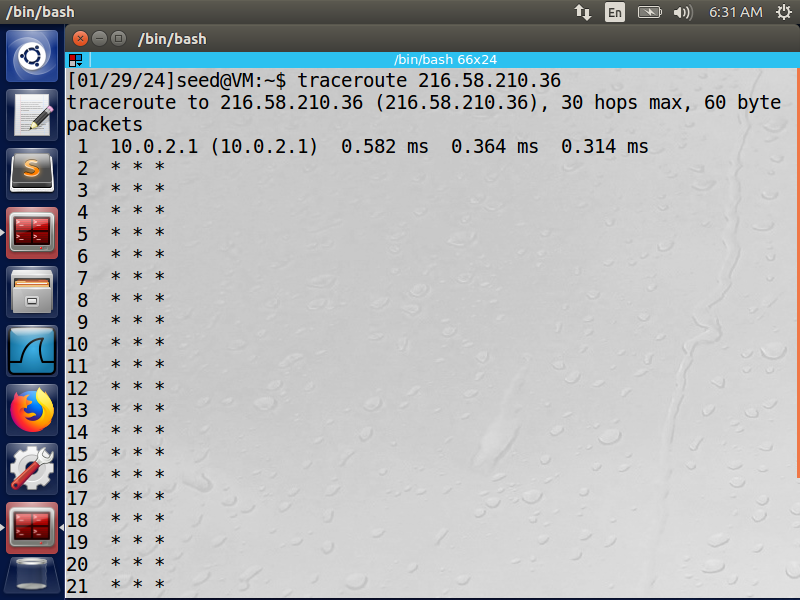 /bin/bash
En
6:31 AM
/bin/bash
/bin/bash 66x24
[01/29/24]seed@VM:~$ traceroute 216.58.210.36
traceroute to 216.58.210.36 (216.58.210.36), 30 hops max, 60 byte
packets
 1  10.0.2.1 (10.0.2.1)  0.582 ms  0.364 ms  0.314 ms
 2  * * *
 3  * * *
 4  * * *
 5  * * *
 6  * * *
 7  * * *
 8  * * *
 9  * * *
10  * * *
11  * * *
12  * * *
13  * * *
14  * * *
15  * * *
16  * * *
17  * * *
18  * * *
19  * * *
20  * * *
21  * * *